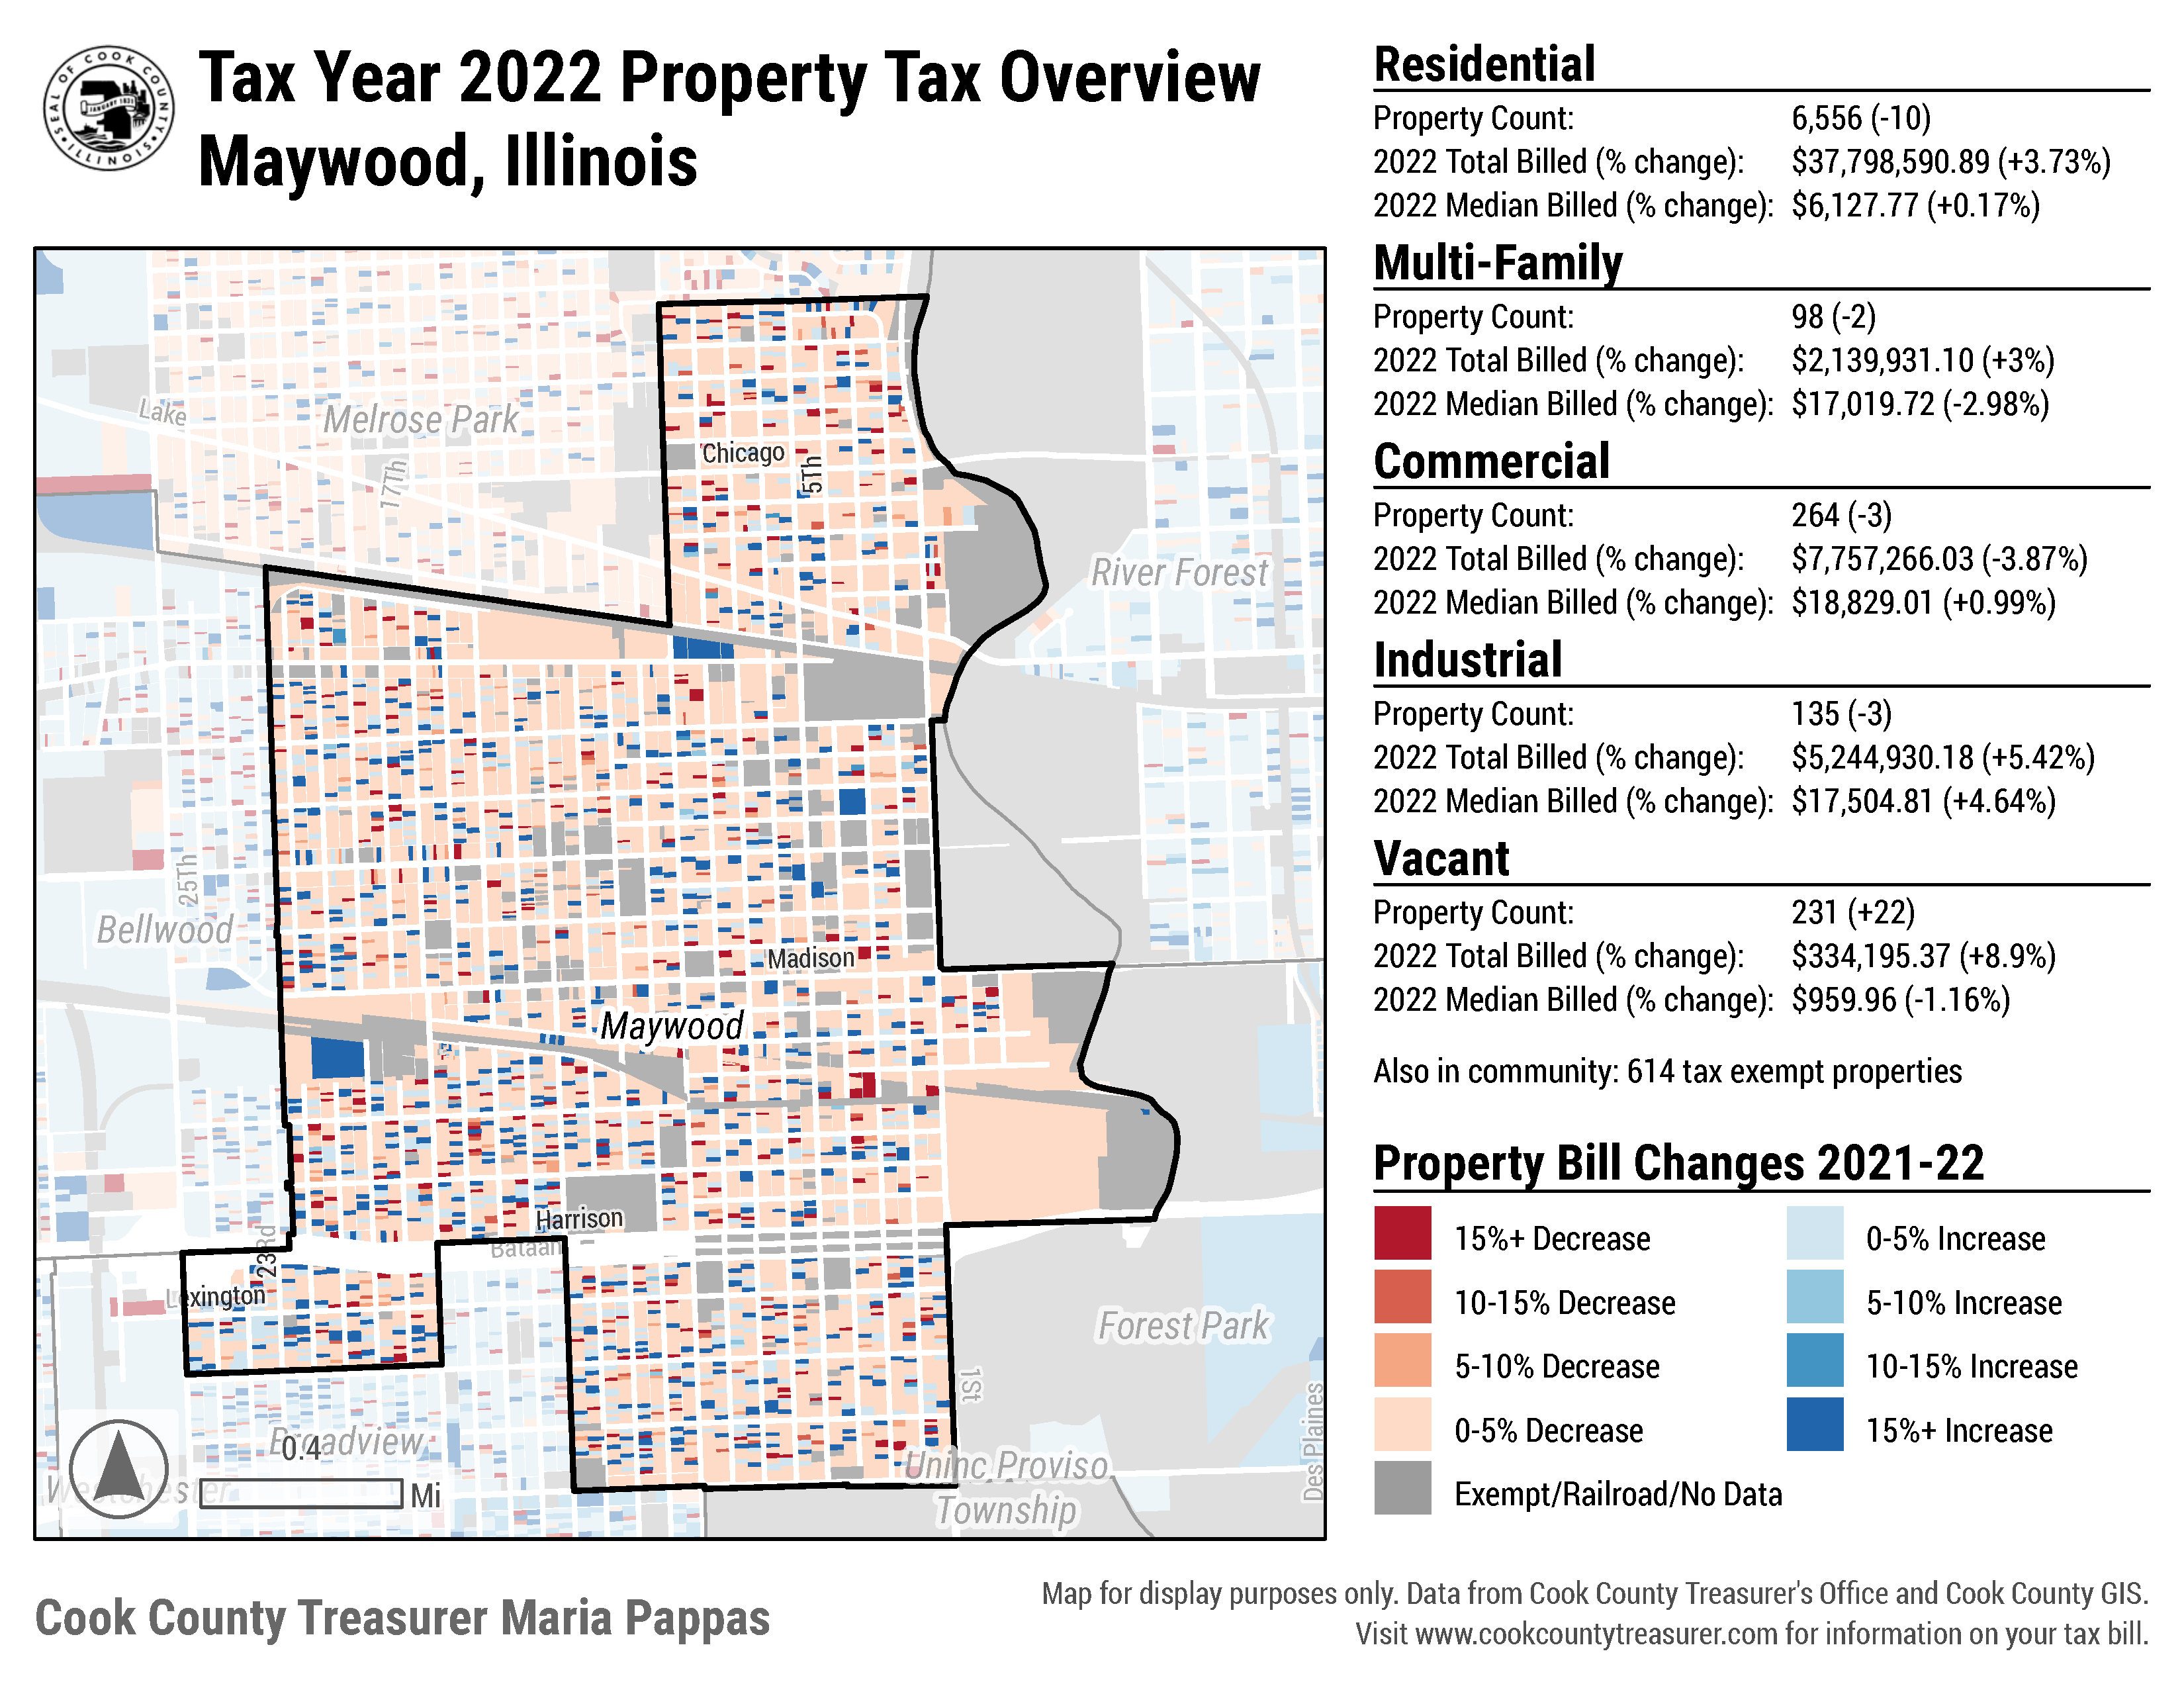 SEAL OF COOK COUNTY
JANUARY 1831
ILLINOIS
Tax Year 2022 Property Tax Overview
Maywood, Illinois
Lake
Melrose Park
17Th
Chicago
5Th
River Forest
25Th
Bellwood
Madison
Maywood
Harrison
Bataan
23Rd
Lexington
Forest Park
1St
Des Plaines
Broadview
0.4
Westchester
Mi
Uninc Proviso
Township
Residential
Property Count: 6,556 (-10)
2022 Total Billed (% change): $37,798,590.89 (+3.73%)
2022 Median Billed (% change): $6,127.77 (+0.17%)
Multi-Family
Property Count: 98 (-2)
2022 Total Billed (% change): $2,139,931.10 (+3%)
2022 Median Billed (% change): $17,019.72 (-2.98%)
Commercial
Property Count: 264 (-3)
2022 Total Billed (% change): $7,757,266.03 (-3.87%)
2022 Median Billed (% change): $18,829.01 (+0.99%)
Industrial
Property Count: 135 (-3)
2022 Total Billed (% change): $5,244,930.18 (+5.42%)
2022 Median Billed (% change): $17,504.81 (+4.64%)
Vacant
Property Count: 231 (+22)
2022 Total Billed (% change): $334,195.37 (+8.9%)
2022 Median Billed (% change): $959.96 (-1.16%)
Also in community: 614 tax exempt properties
Property Bill Changes 2021-22
15%+ Decrease
0-5% Increase
10-15% Decrease
5-10% Increase
5-10% Decrease
10-15% Increase
0-5% Decrease
15%+ Increase
Exempt/Railroad/No Data
Cook County Treasurer Maria Pappas
Map for display purposes only. Data from Cook County Treasurer's Office and Cook County GIS.
Visit www.cookcountytreasurer.com for information on your tax bill.